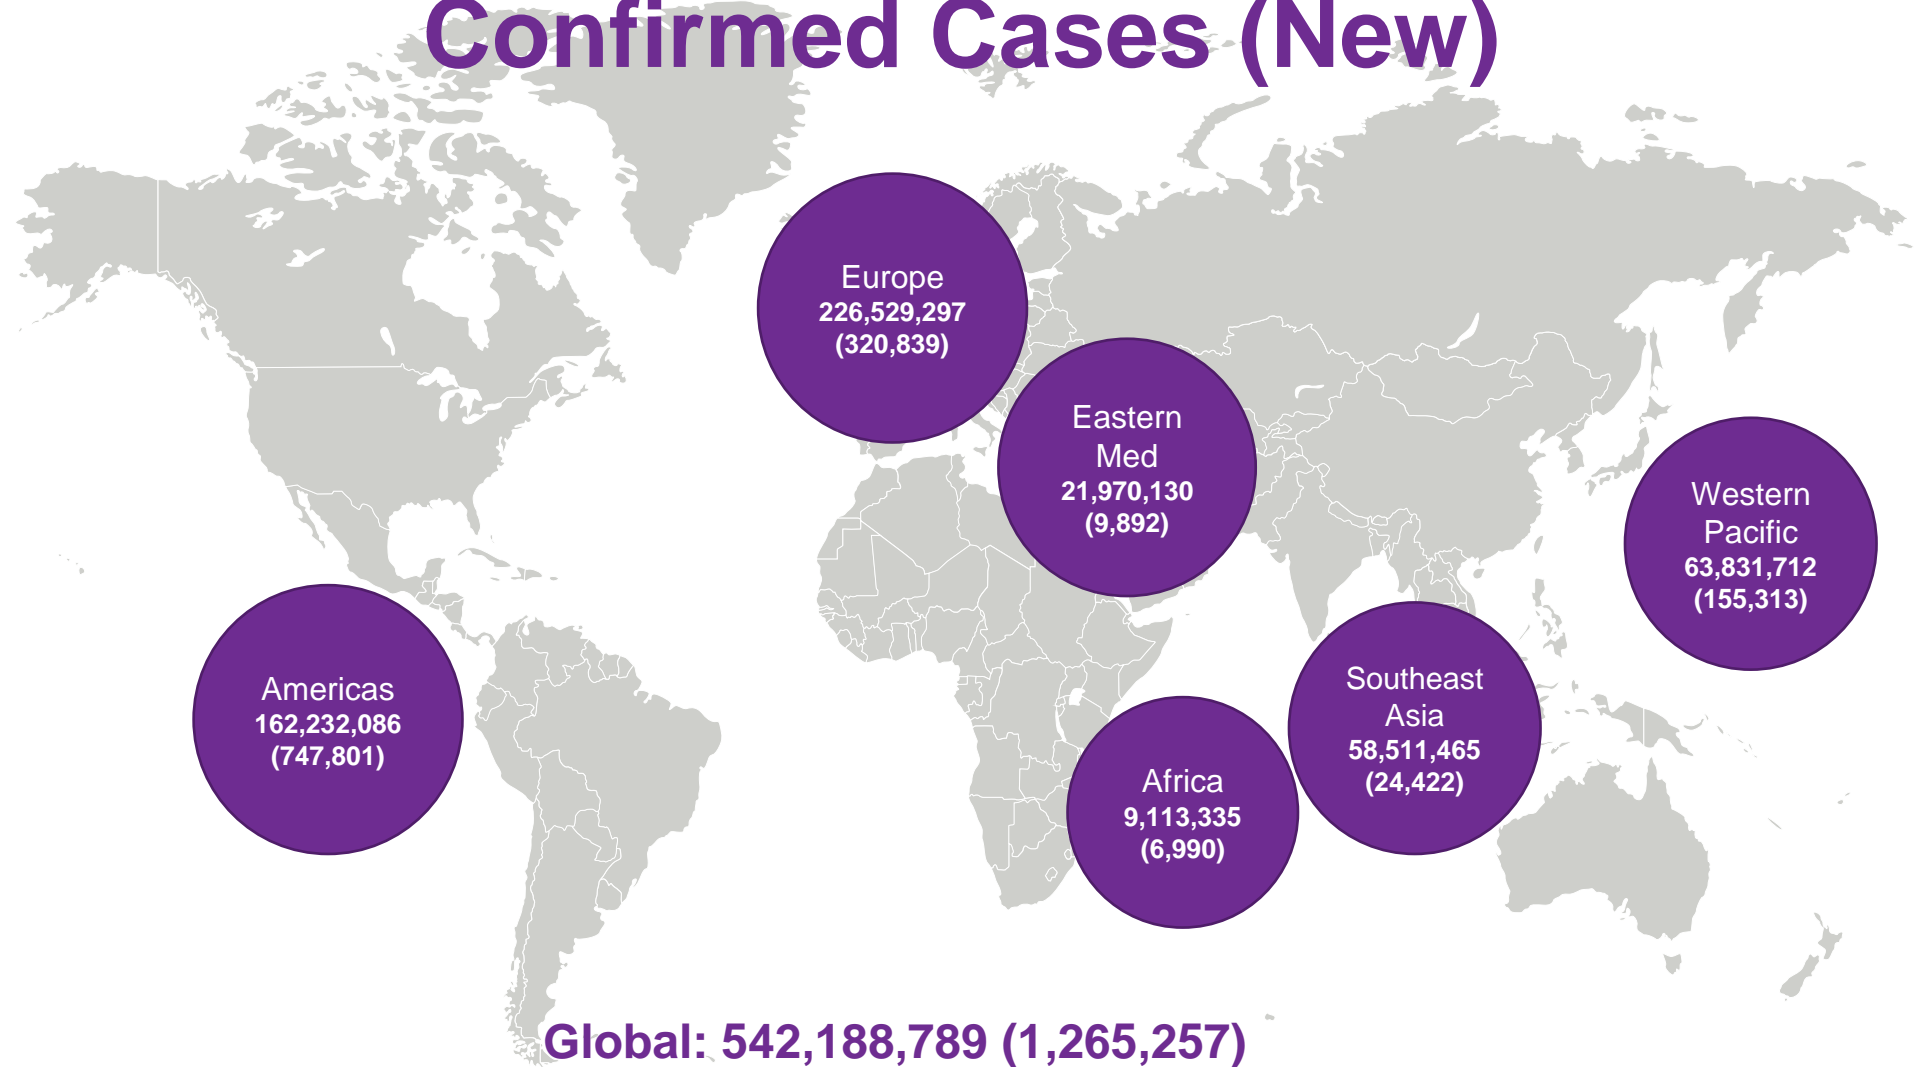 Confirmed Cases (New)
Europe
226,529,297
(320,839)
Eastern
Med
21,970,130
(9,892)
Western
Pacific
63,831,712
(155,313)
Americas
162,232,086
(747,801)
Southeast
Asia
58,511,465
(24,422)
Africa
9,113,335
(6,990)
Global: 542,188,789 (1,265,257)